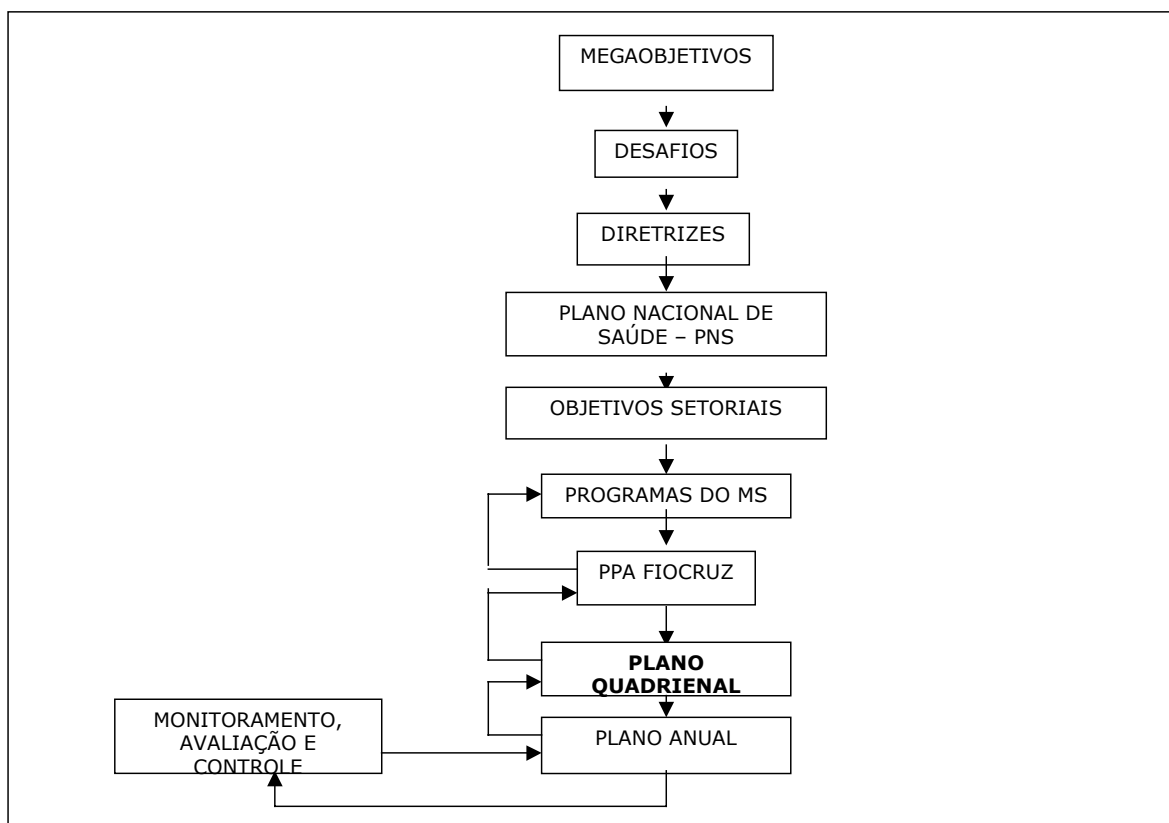 MEGAOBJETIVOS
DESAFIOS
DIRETRIZES
PLANO NACIONAL DE
SAÚDE – PNS
OBJETIVOS SETORIAIS
PROGRAMAS DO MS
PPA FIOCRUZ
PLANO
QUADRIENAL
MONITORAMENTO,
AVALIAÇÃO E
CONTROLE
PLANO ANUAL